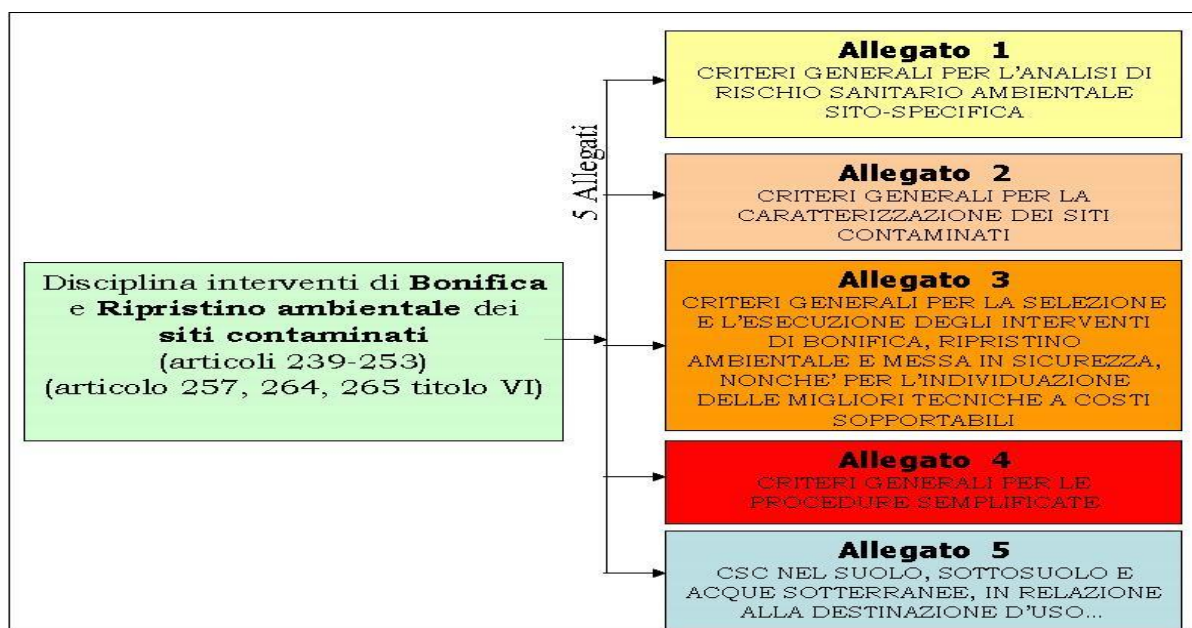 Disciplina interventi di Bonifica
e Ripristino ambientale dei
siti contaminati
(articoli 239-253)
(articolo 257, 264, 265 titolo VI)
5 Allegati
Allegato 1
CRITERI GENERALI PER L'ANALISI DI
RISCHIO SANITARIO AMBIENTALE
SITO-SPECIFICA
Allegato 2
CRITERI GENERALI PER LA
CARATTERIZZAZIONE DEI SITI
CONTAMINATI
Allegato 3
CRITERI GENERALI PER LA SELEZIONE
E L'ESECUZIONE DEGLI INTERVENTI
DI BONIFICA, RIPRISTINO
AMBIENTALE E MESSA IN SICUREZZA,
NONCHE' PER L'INDIVIDUAZIONE
DELLE MIGLIORI TECNICHE A COSTI
SOPPORTABILI
Allegato 4
CRITERI GENERALI PER LE
PROCEDURE SEMPLIFICATE
Allegato 5
CSC NEL SUOLO, SOTTOSUOLO E
ACQUE SOTTERRANEE, IN RELAZIONE
ALLA DESTINAZIONE D'USO...